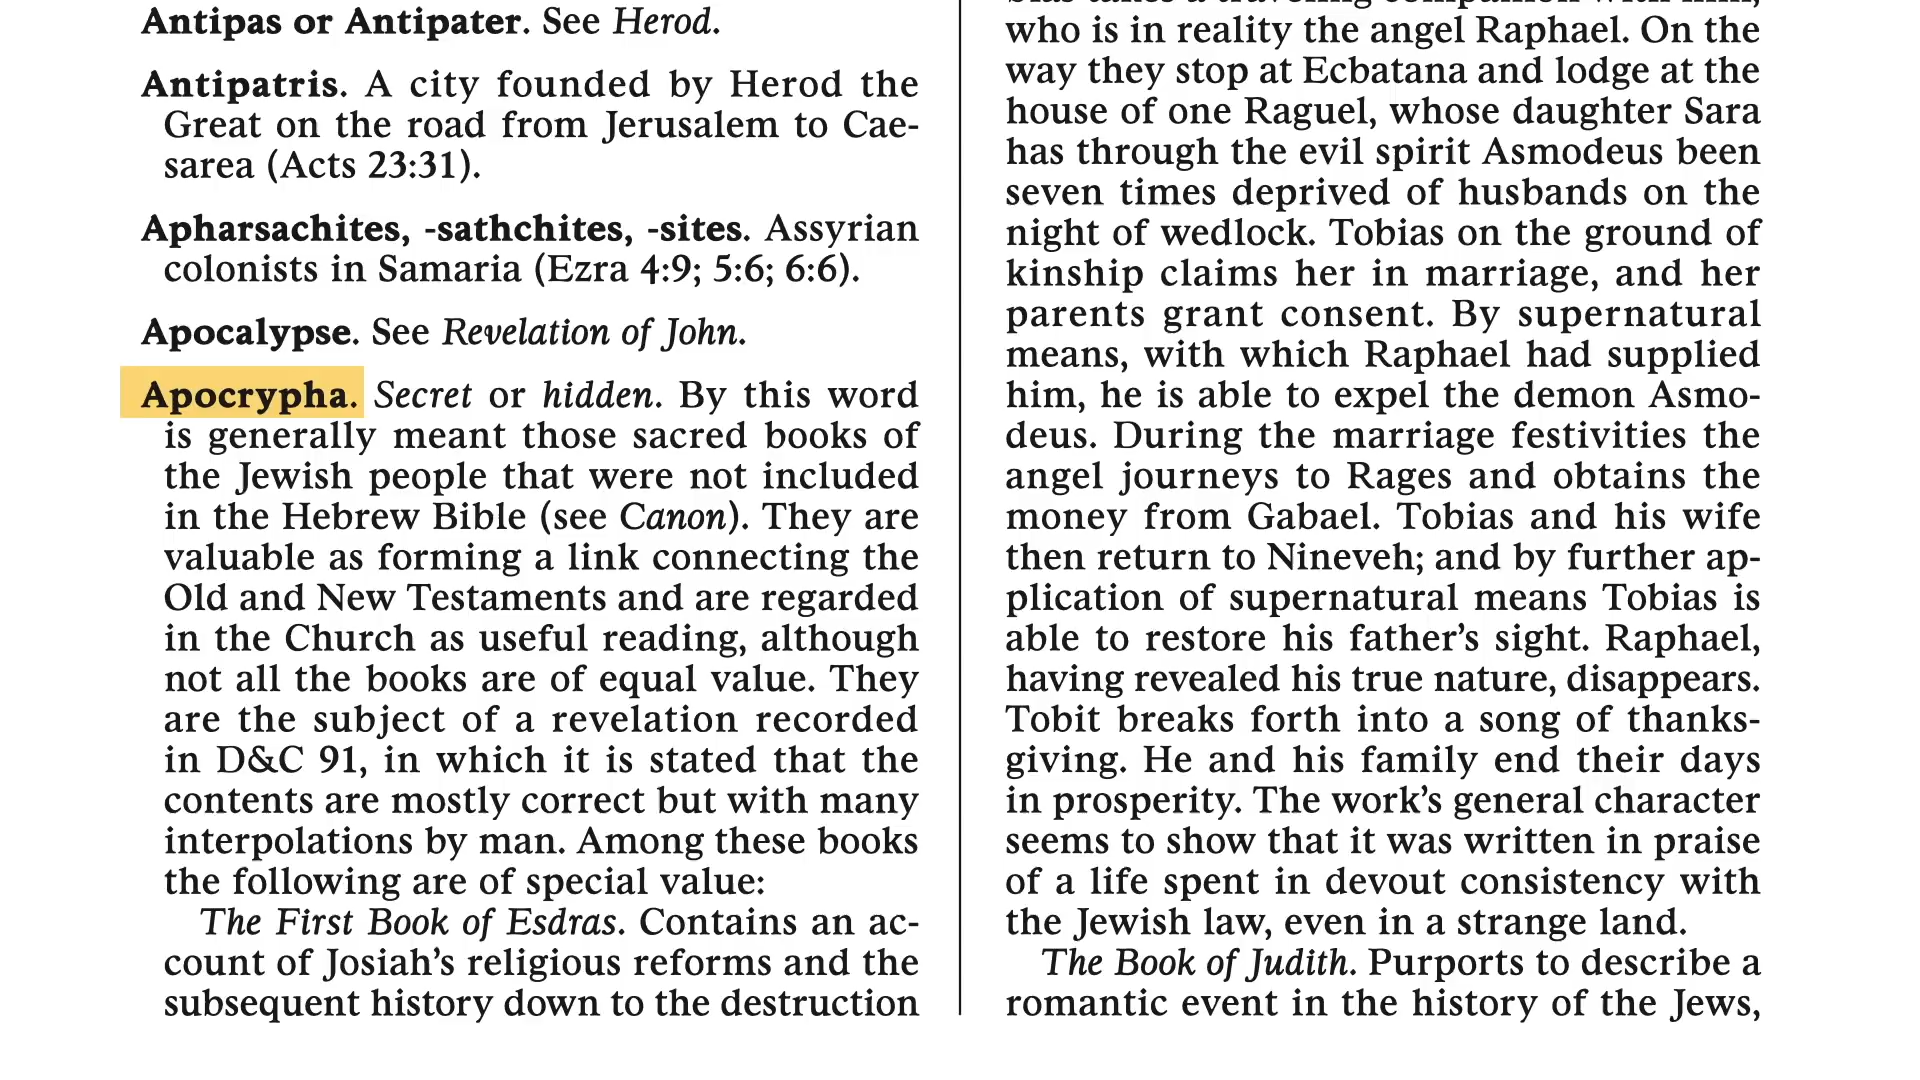 Antipas or Antipater. See Herod.
Antipatris. A city founded by Herod the
Great on the road from Jerusalem to Cae-
sarea (Acts 23:31).
Apharsachites, -sathchites, -sites. Assyrian
colonists in Samaria (Ezra 4:9; 5:6; 6:6).
Apocalypse. See Revelation of John.
Apocrypha. Secret or hidden. By this word
is generally meant those sacred books of
the Jewish people that were not included
in the Hebrew Bible (see Canon). They are
valuable as forming a link connecting the
Old and New Testaments and are regarded
in the Church as useful reading, although
not all the books are of equal value. They
are the subject of a revelation recorded
in D&C 91, in which it is stated that the
contents are mostly correct but with many
interpolations by man. Among these books
the following are of special value:
The First Book of Esdras. Contains an ac-
count of Josiah's religious reforms and the
subsequent history down to the destruction
who is in reality the angel Raphael. On the
way they stop at Ecbatana and lodge at the
house of one Raguel, whose daughter Sara
has through the evil spirit Asmodeus been
seven times deprived of husbands on the
night of wedlock. Tobias on the ground of
kinship claims her in marriage, and her
parents grant consent. By supernatural
means, with which Raphael had supplied
him, he is able to expel the demon Asmo-
deus. During the marriage festivities the
angel journeys to Rages and obtains the
money from Gabael. Tobias and his wife
then return to Nineveh; and by further ap-
plication of supernatural means Tobias is
able to restore his father's sight. Raphael,
having revealed his true nature, disappears.
Tobit breaks forth into a song of thanks-
giving. He and his family end their days
in prosperity. The work's general character
seems to show that it was written in praise
of a life spent in devout consistency with
the Jewish law, even in a strange land.
The Book of Judith. Purports to describe a
romantic event in the history of the Jews,